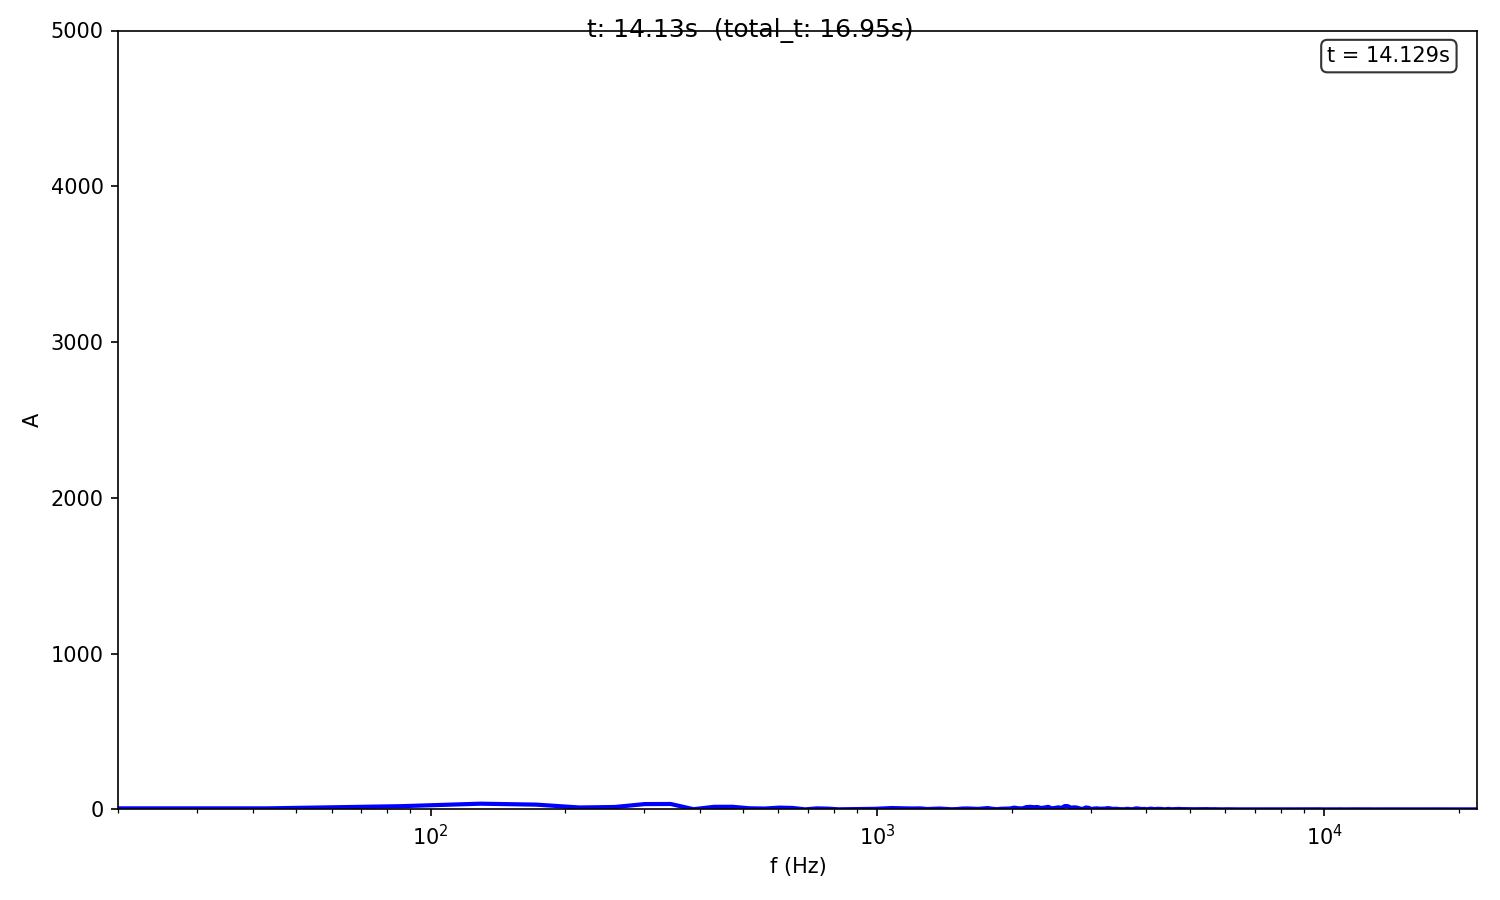 t: 14.13s  (total_t: 16.95s)
t = 14.129s
5000
4000
3000
2000
1000
0
A
10²
10³
10⁴
f (Hz)